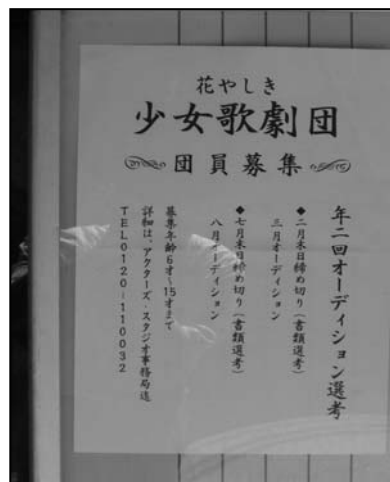 花やしき
少女歌劇団
団員募集
年二回オーディション選考
◆二月末日締め切り(書類選考)
三月オーディション
◆七月末日締め切り(書類選考)
八月オーディション
募集年齢6才~15才まで
詳細は、アクターズ・スタジオ事務局迄
TEL0120-110032